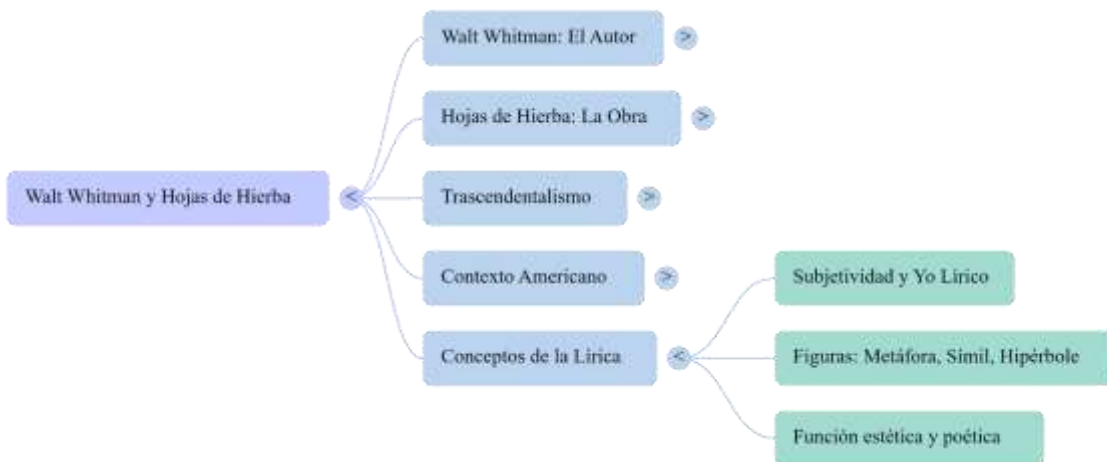 Walt Whitman y Hojas de Hierba
<
Walt Whitman: El Autor
>
Hojas de Hierba: La Obra
>
Trascendentalismo
>
Contexto Americano
>
Conceptos de la Lírica
<
Subjetividad y Yo Lírico
Figuras: Metáfora, Símil, Hipérbole
Función estética y poética